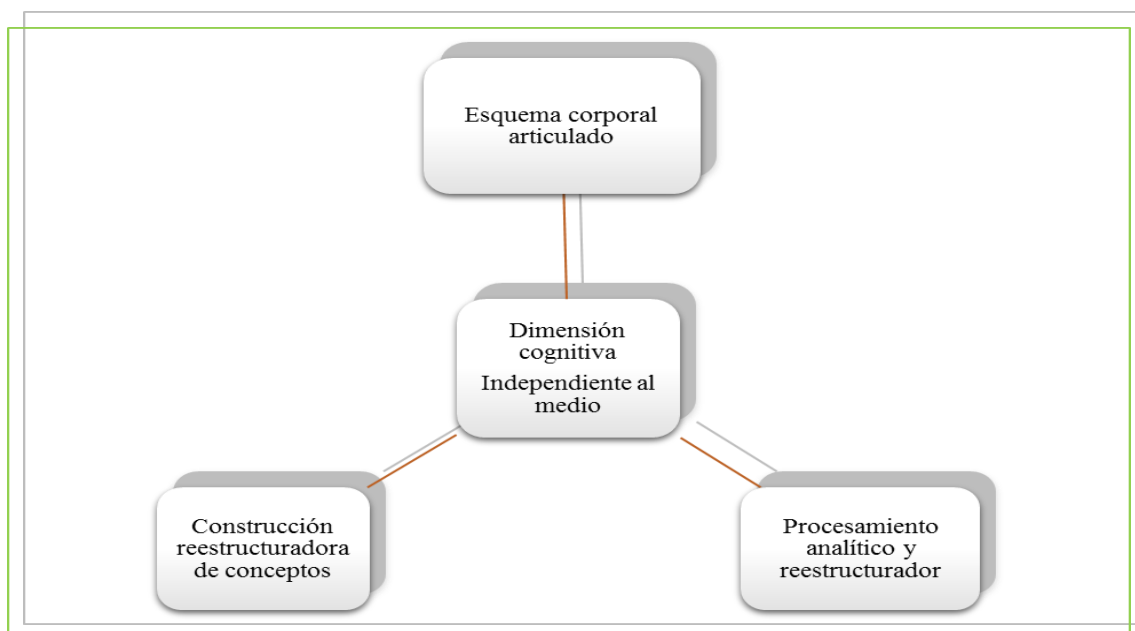 Esquema corporal
articulado
Dimensión
cognitiva
Independiente al
medio
Construcción
reestructuradora
de conceptos
Procesamiento
analítico y
reestructurador